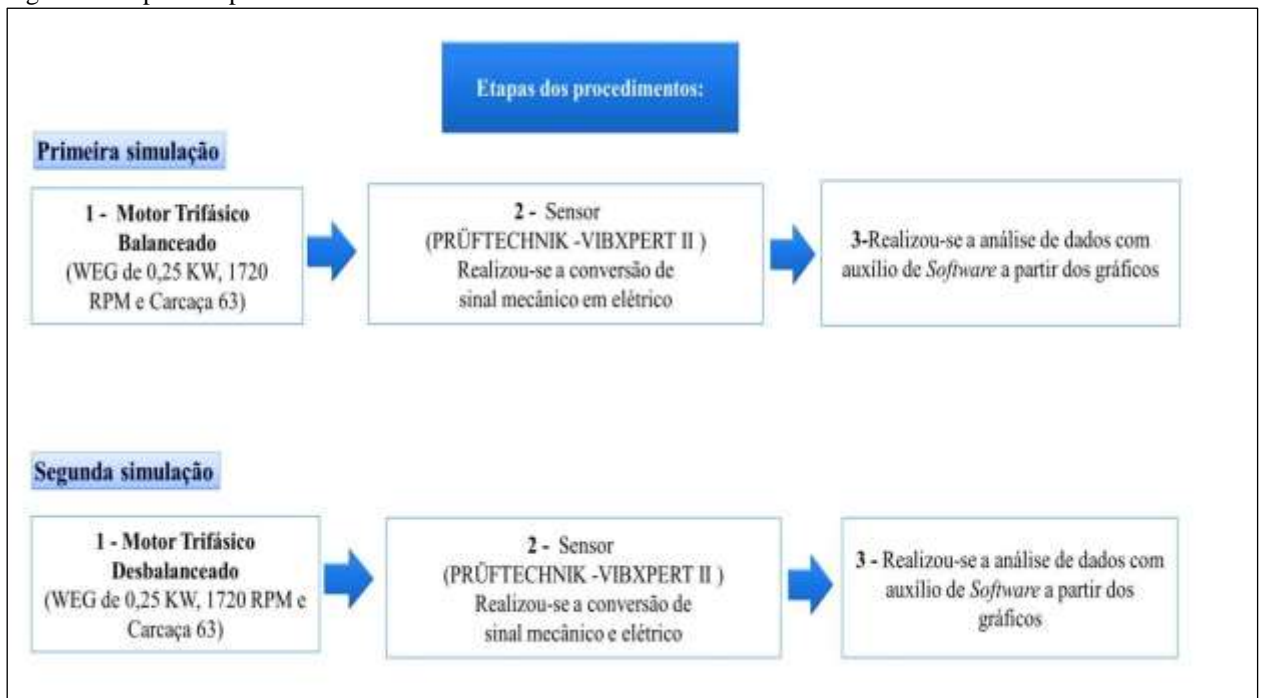 Etapas dos procedimentos:
Primeira simulação
1 - Motor Trifásico
Balanceado
(WEG de 0,25 KW, 1720
RPM e Carcaça 63)
2 - Sensor
(PRÜFTECHNIK -VIBXPERT II )
Realizou-se a conversão de
sinal mecânico em elétrico
3-Realizou-se a análise de dados com
auxílio de Software a partir dos gráficos
Segunda simulação
1 - Motor Trifásico
Desbalanceado
(WEG de 0,25 KW, 1720 RPM e
Carcaça 63)
2 - Sensor
(PRÜFTECHNIK -VIBXPERT II )
Realizou-se a conversão de
sinal mecânico e elétrico
3 - Realizou-se a análise de dados com
auxílio de Software a partir dos
gráficos